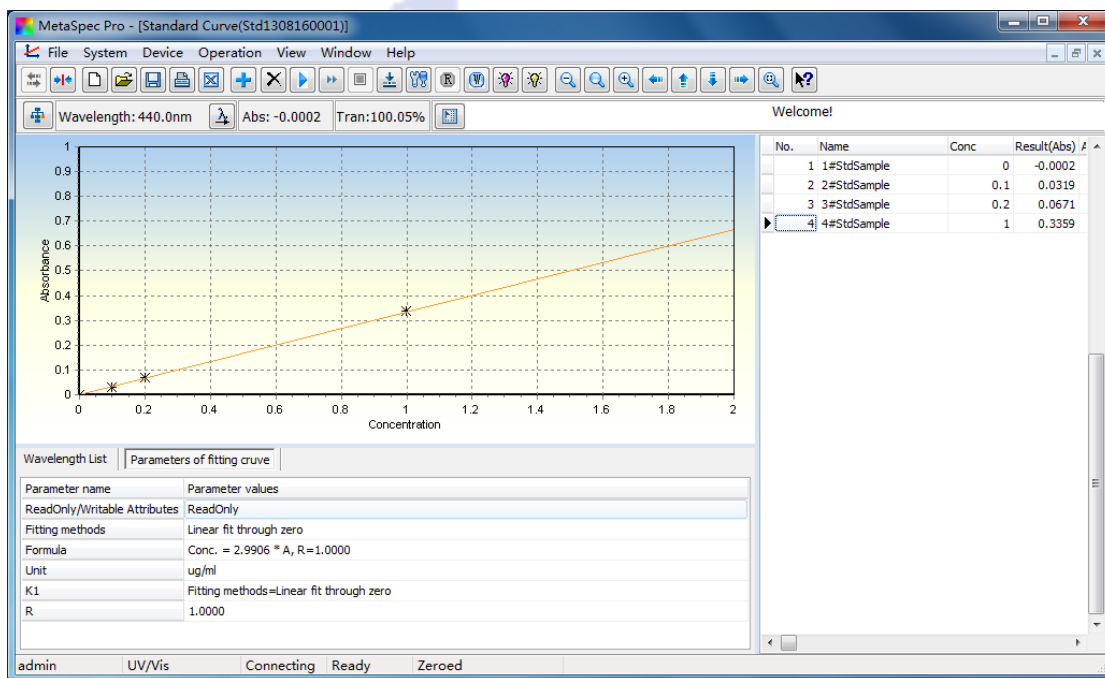 MetaSpec Pro - [Standard Curve(Std1308160001)]
File System Device Operation View Window Help
Wavelength: 440.0nm Abs: -0.0002 Tran:100.05% Welcome!
No. Name Conc Result(Abs) A
1 1#StdSample 0 -0.0002
2 2#StdSample 0.1 0.0319
3 3#StdSample 0.2 0.0671
4 4#StdSample 1 0.3359
Absorbance
1
0.9
0.8
0.7
0.6
0.5
0.4
0.3
0.2
0.1
0
0 0.2 0.4 0.6 0.8 1 1.2 1.4 1.6 1.8 2
Concentration
Wavelength List Parameters of fitting cruve
Parameter name Parameter values
ReadOnly/Writable Attributes ReadOnly
Fitting methods Linear fit through zero
Formula Conc. = 2.9906 * A, R=1.0000
Unit ug/ml
K1 Fitting methods=Linear fit through zero
R 1.0000
admin UV/Vis Connecting Ready Zeroed